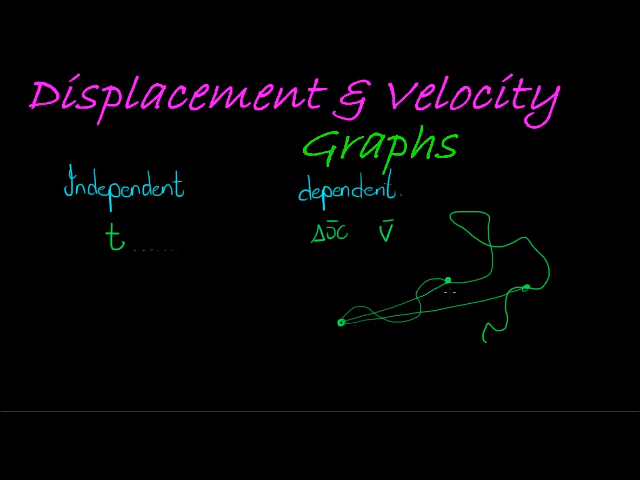 Displacement & Velocity
Graphs
Independent dependent.
t ........ Δx̄ v̄